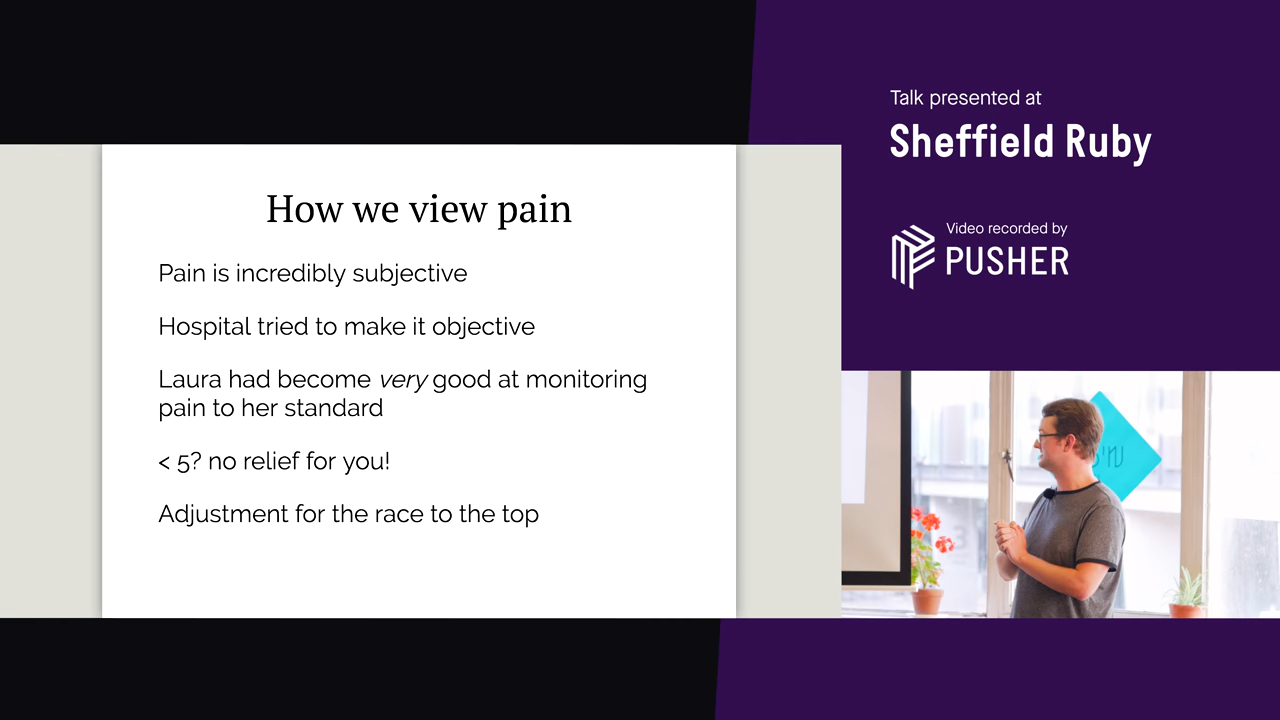 How we view pain
Pain is incredibly subjective
Hospital tried to make it objective
Laura had become very good at monitoring
pain to her standard
< 5? no relief for you!
Adjustment for the race to the top
Talk presented at
Sheffield Ruby
Video recorded by
PUSHER